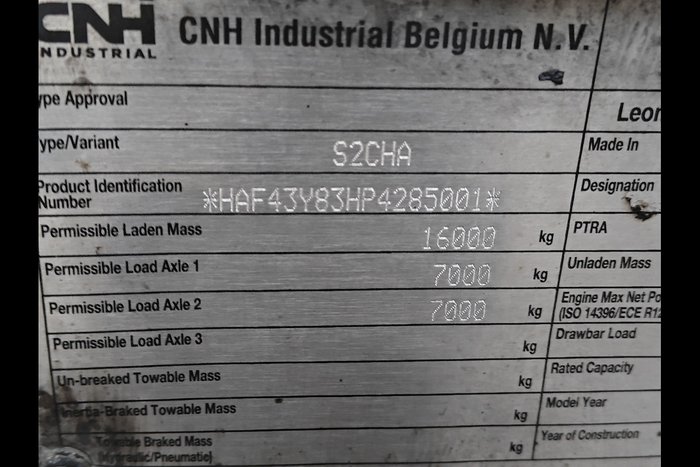 CNH
INDUSTRIAL
CNH Industrial Belgium N.V.
ype Approval
Leon
ype/Variant S2CHA Made In
Product Identification
Number *HAF43Y83HP4285001* Designation
Permissible Laden Mass 16000 kg PTRA
Permissible Load Axle 1 7000 kg Unladen Mass
Permissible Load Axle 2 7000 kg Engine Max Net Po
(ISO 14396/ECE R12
Permissible Load Axle 3 kg Drawbar Load
Un-breaked Towable Mass kg Rated Capacity
Inertia-Braked Towable Mass kg Model Year
Towable Braked Mass
(Hydraulic/Pneumatic) kg Year of Construction